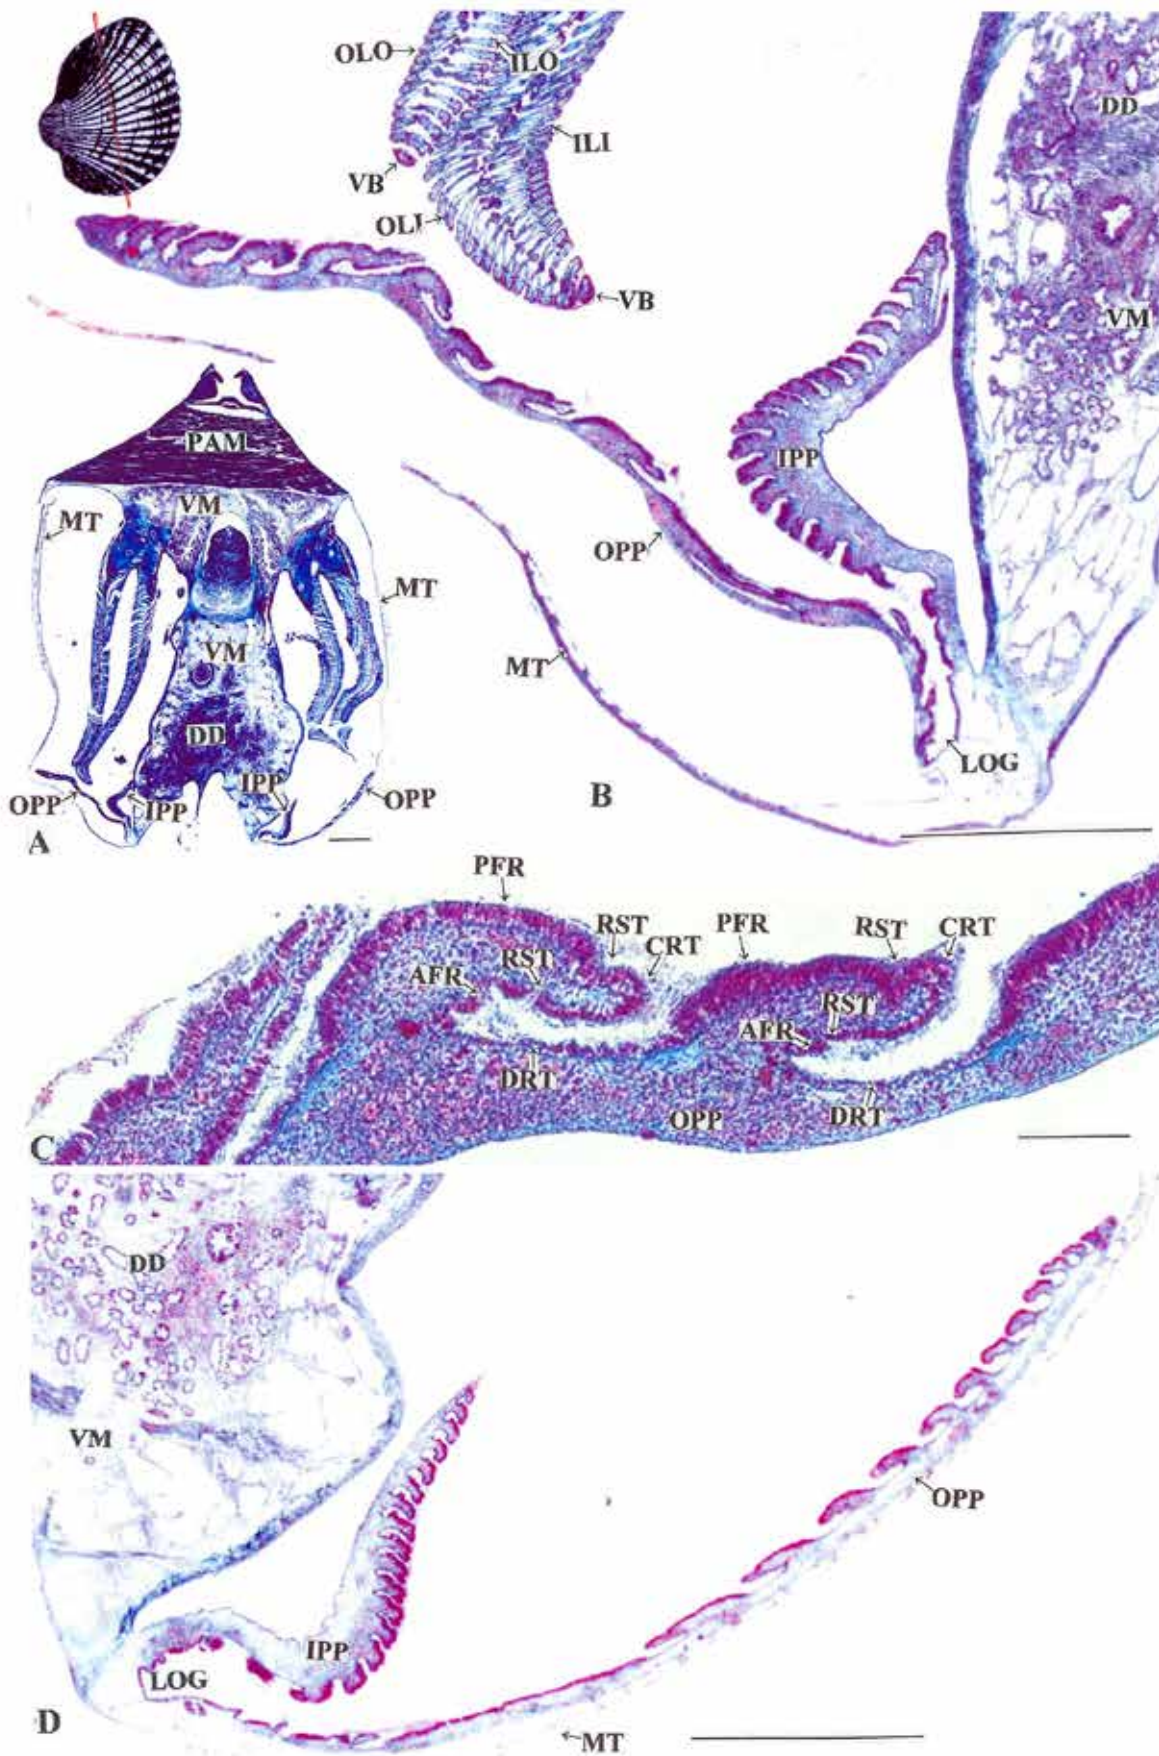 OLO
ILO
DD
ILI
VB
OLI
VB
VM
PAM
IPP
VM
MT
OPP
MT
VM
MT
DD
LOG
IPP
OPP IPP OPP
B
A
PFR
RST PFR RST CRT
CRT
RST
AFR
RST
AFR
DRT
OPP DRT
C
DD
VM
OPP
IPP
LOG
D
MT